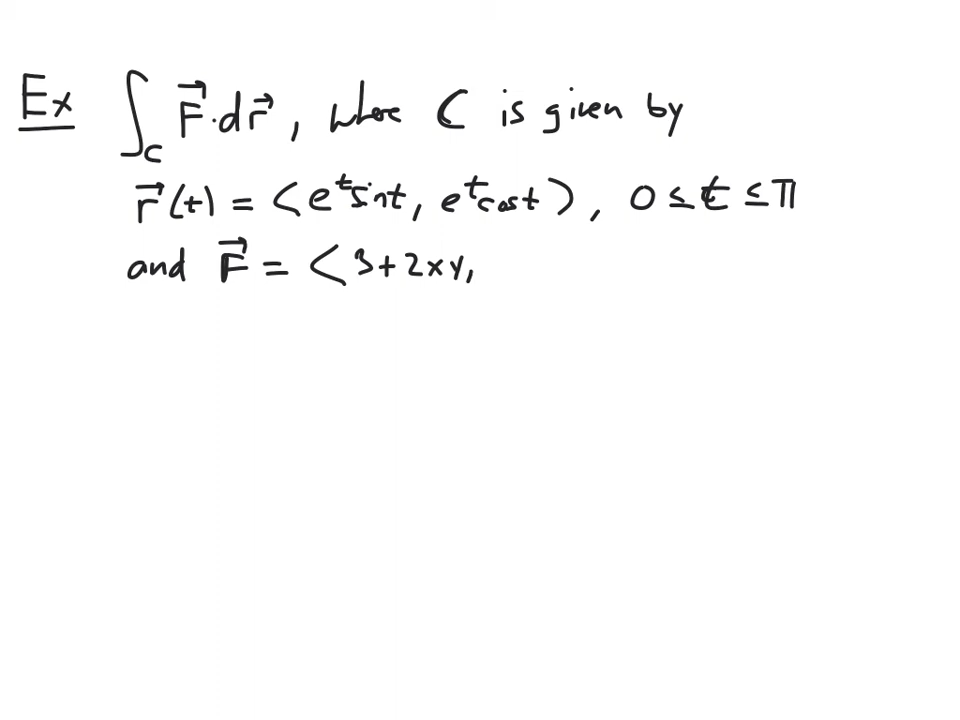 Ex ∫_C F⃗·dr⃗, where C is given by
r⃗(t) = ⟨e^t sin t, e^t cos t⟩, 0 ≤ t ≤ π
and F⃗ = ⟨3+2xy,